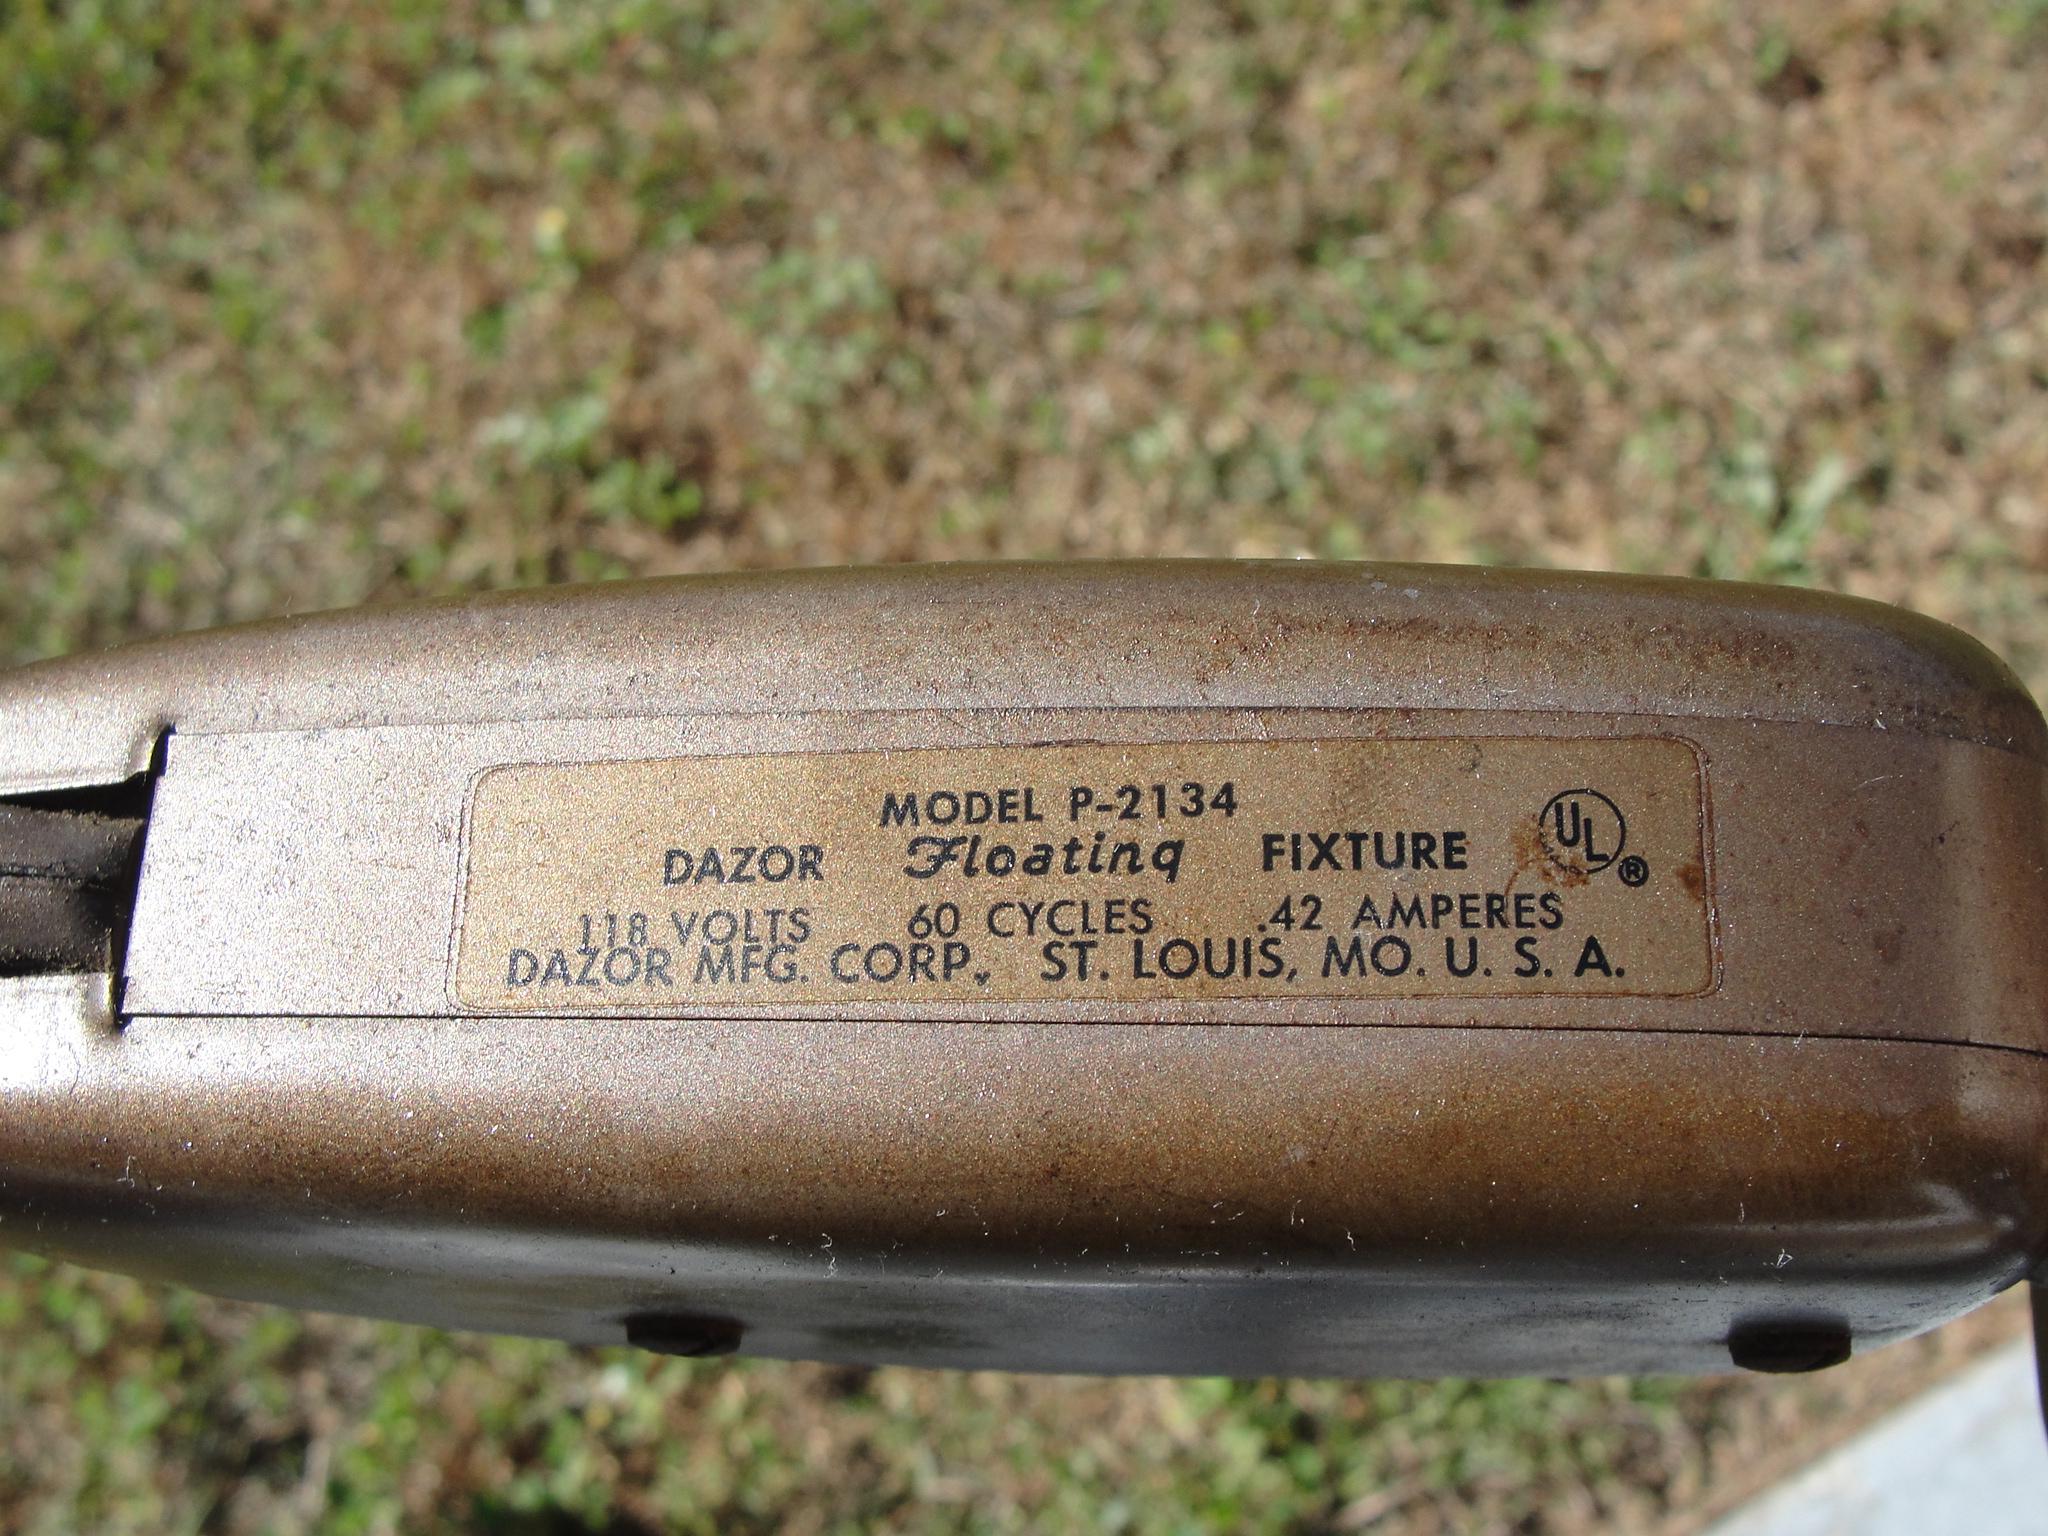 MODEL P-2134
DAZOR Floating FIXTURE UL®
118 VOLTS 60 CYCLES .42 AMPERES
DAZOR MFG. CORP., ST. LOUIS, MO. U. S. A.